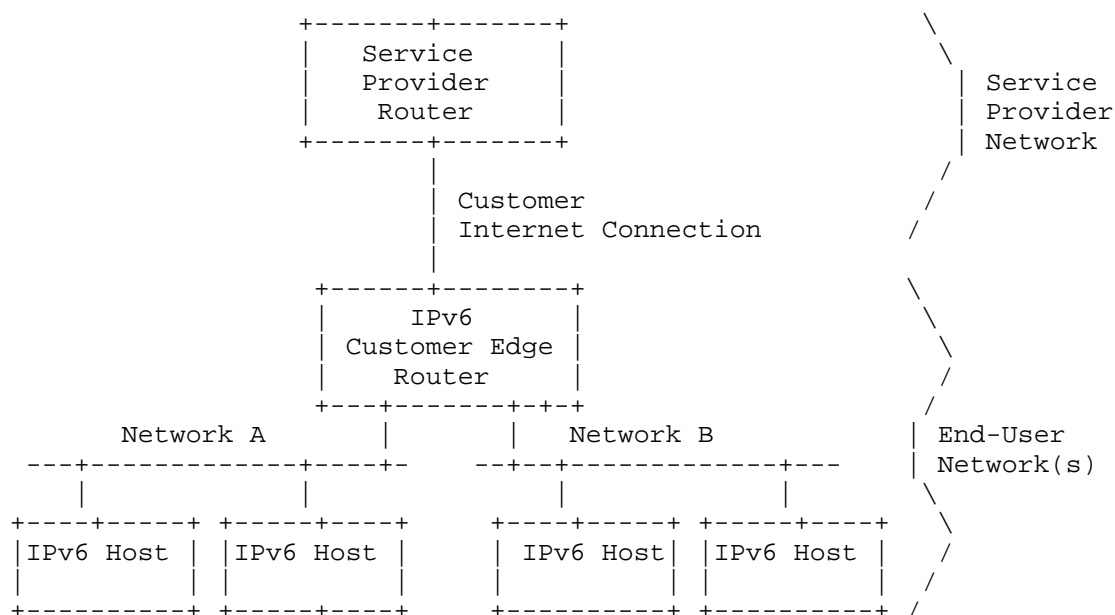 Service
Provider
Router
Service
Provider
Network
Customer
Internet Connection
IPv6
Customer Edge
Router
Network A
Network B
End-User
Network(s)
IPv6 Host
IPv6 Host
IPv6 Host
IPv6 Host